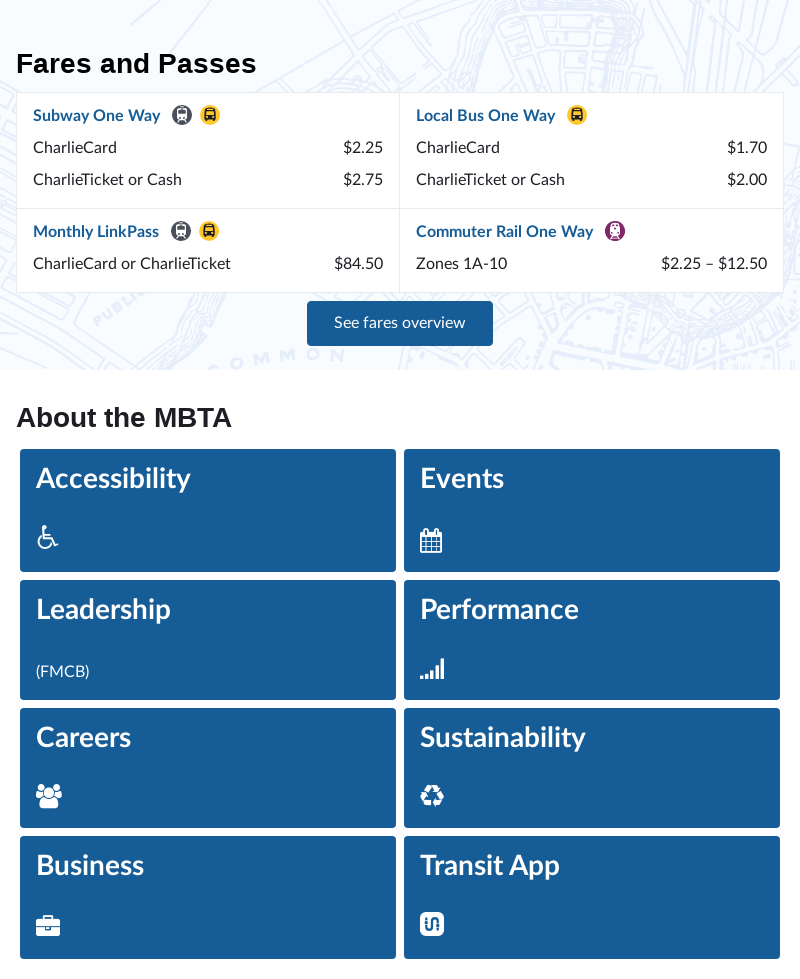 Fares and Passes
Subway One Way
CharlieCard $2.25
CharlieTicket or Cash $2.75
Local Bus One Way
CharlieCard $1.70
CharlieTicket or Cash $2.00
Monthly LinkPass
CharlieCard or CharlieTicket $84.50
Commuter Rail One Way
Zones 1A-10 $2.25 – $12.50
See fares overview
COMMON
About the MBTA
Accessibility
Events
Leadership
(FMCB)
Performance
Careers
Sustainability
Business
Transit App